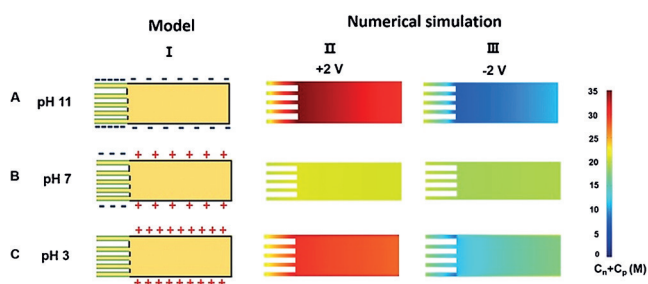 Model
Numerical simulation
I
II
III
+2 V
-2 V
A
pH 11
B
pH 7
C
pH 3
35
30
25
20
15
10
5
0
Cn+Cp (M)